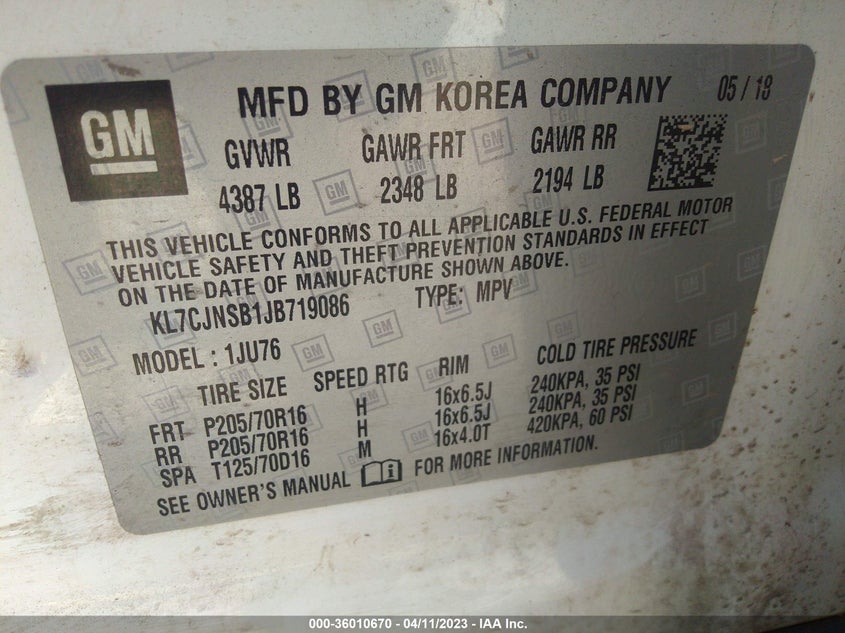 GM
MFD BY GM KOREA COMPANY 05/18
GVWR GAWR FRT GAWR RR
4387 LB 2348 LB 2194 LB
THIS VEHICLE CONFORMS TO ALL APPLICABLE U.S. FEDERAL MOTOR
VEHICLE SAFETY AND THEFT PREVENTION STANDARDS IN EFFECT
ON THE DATE OF MANUFACTURE SHOWN ABOVE.
KL7CJNSB1JB719086 TYPE: MPV
MODEL : 1JU76
TIRE SIZE SPEED RTG RIM COLD TIRE PRESSURE
FRT P205/70R16 H 16x6.5J 240KPA, 35 PSI
RR P205/70R16 H 16x6.5J 240KPA, 35 PSI
SPA T125/70D16 M 16x4.0T 420KPA, 60 PSI
SEE OWNER'S MANUAL FOR MORE INFORMATION.
000-36010670 - 04/11/2023 - IAA Inc.